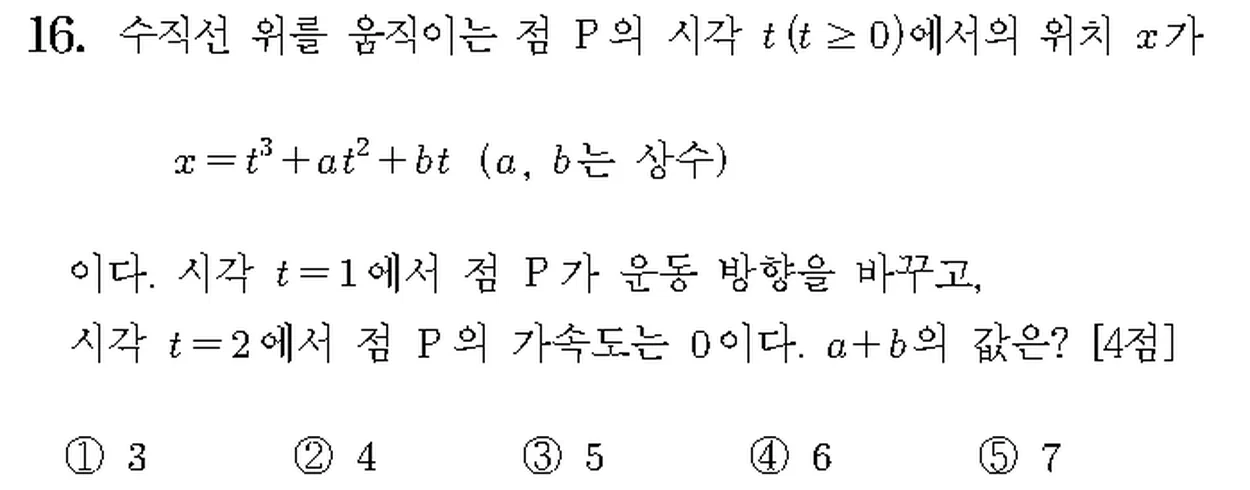 16. 수직선 위를 움직이는 점 P의 시각 t(t ≥ 0)에서의 위치 x가
x = t³ + at² + bt (a, b는 상수)
이다. 시각 t = 1에서 점 P가 운동 방향을 바꾸고,
시각 t = 2에서 점 P의 가속도는 0이다. a+b의 값은? [4점]
① 3 ② 4 ③ 5 ④ 6 ⑤ 7